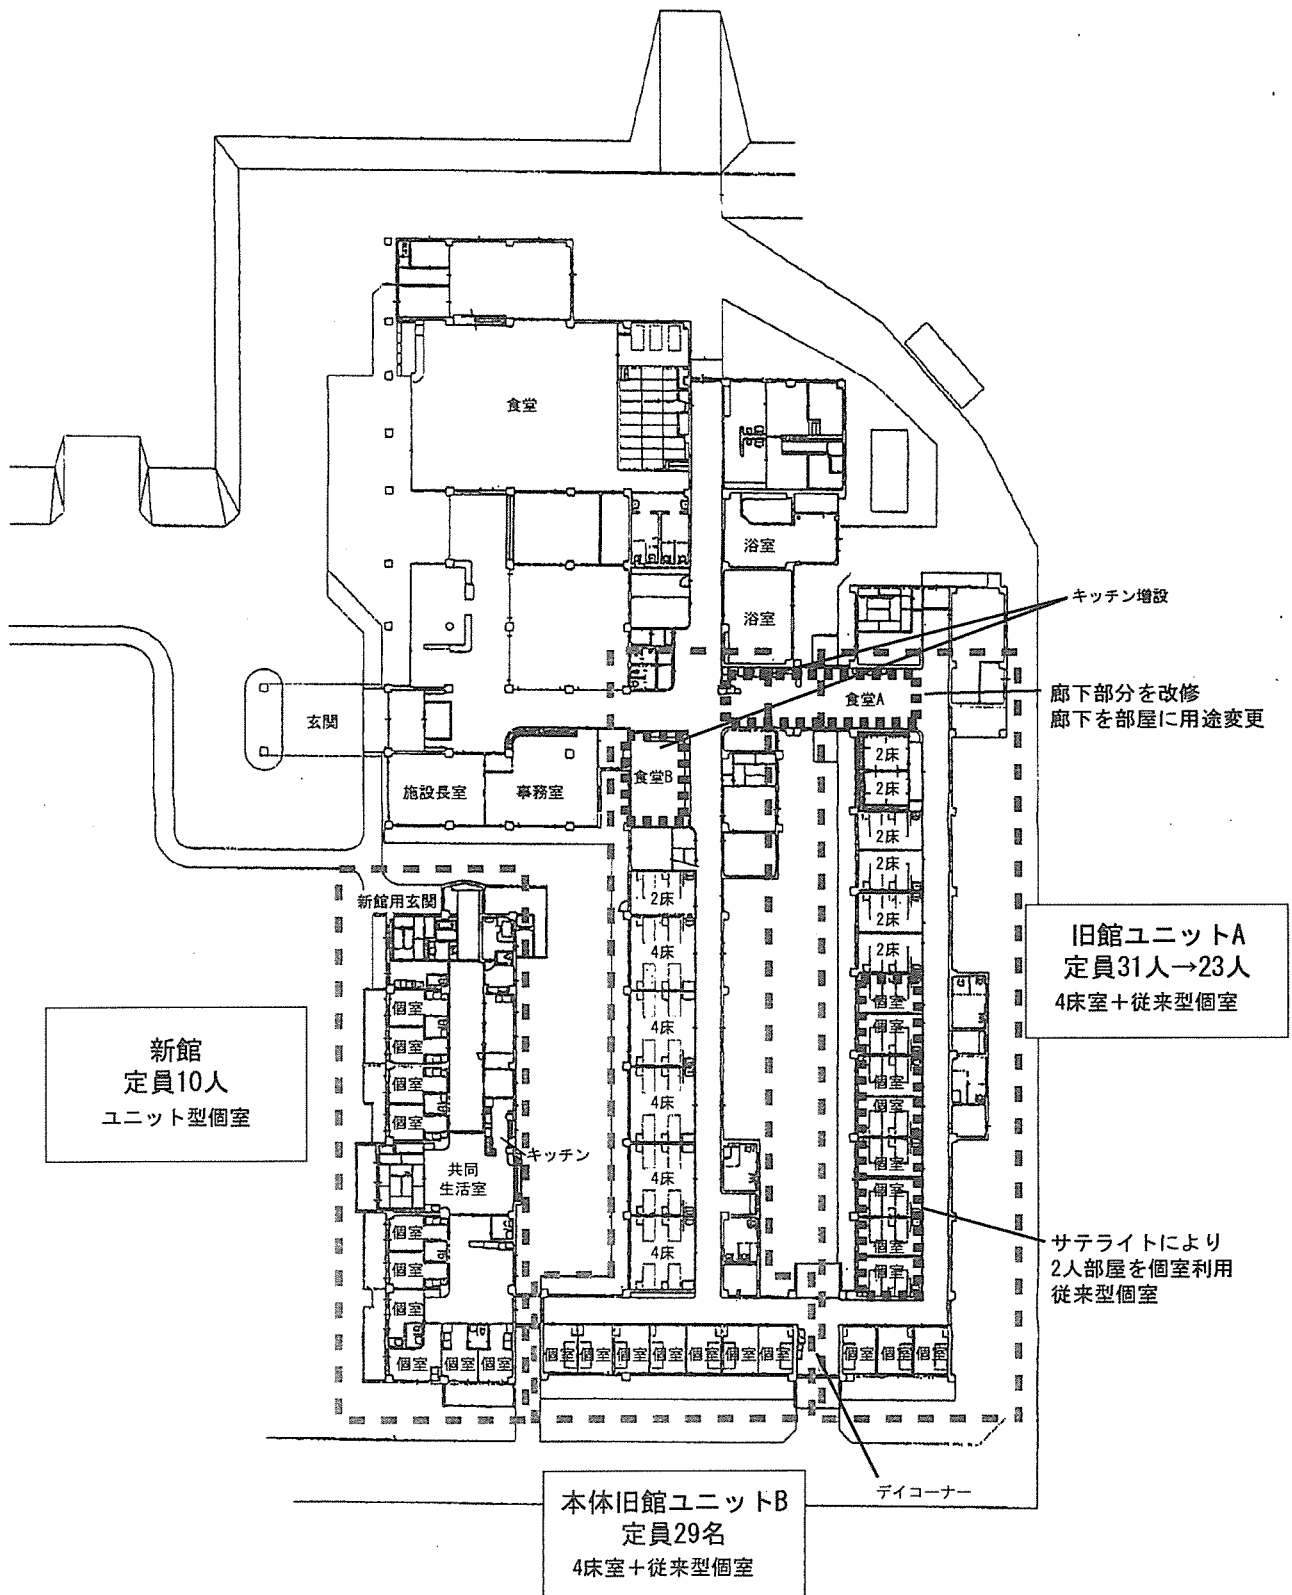 食堂
浴室
キッチン増設
浴室
食堂A
廊下部分を改修
廊下を部屋に用途変更
玄関
2床
2床
施設長室
事務室
食堂B
2床
2床
2床
2床
新館用玄関
2床
4床
4床
4床
4床
4床
旧館ユニットA
定員31人→23人
4床室+従来型個室
個室
個室
個室
個室
個室
個室
個室
個室
新館
定員10人
ユニット型個室
個室
個室
個室
個室
キッチン
共同
生活室
個室
個室
個室
個室
個室
個室
サテライトにより
2人部屋を個室利用
従来型個室
個室
個室
個室
個室
個室
個室
個室
個室
個室
個室
デイコーナー
本体旧館ユニットB
定員29名
4床室+従来型個室